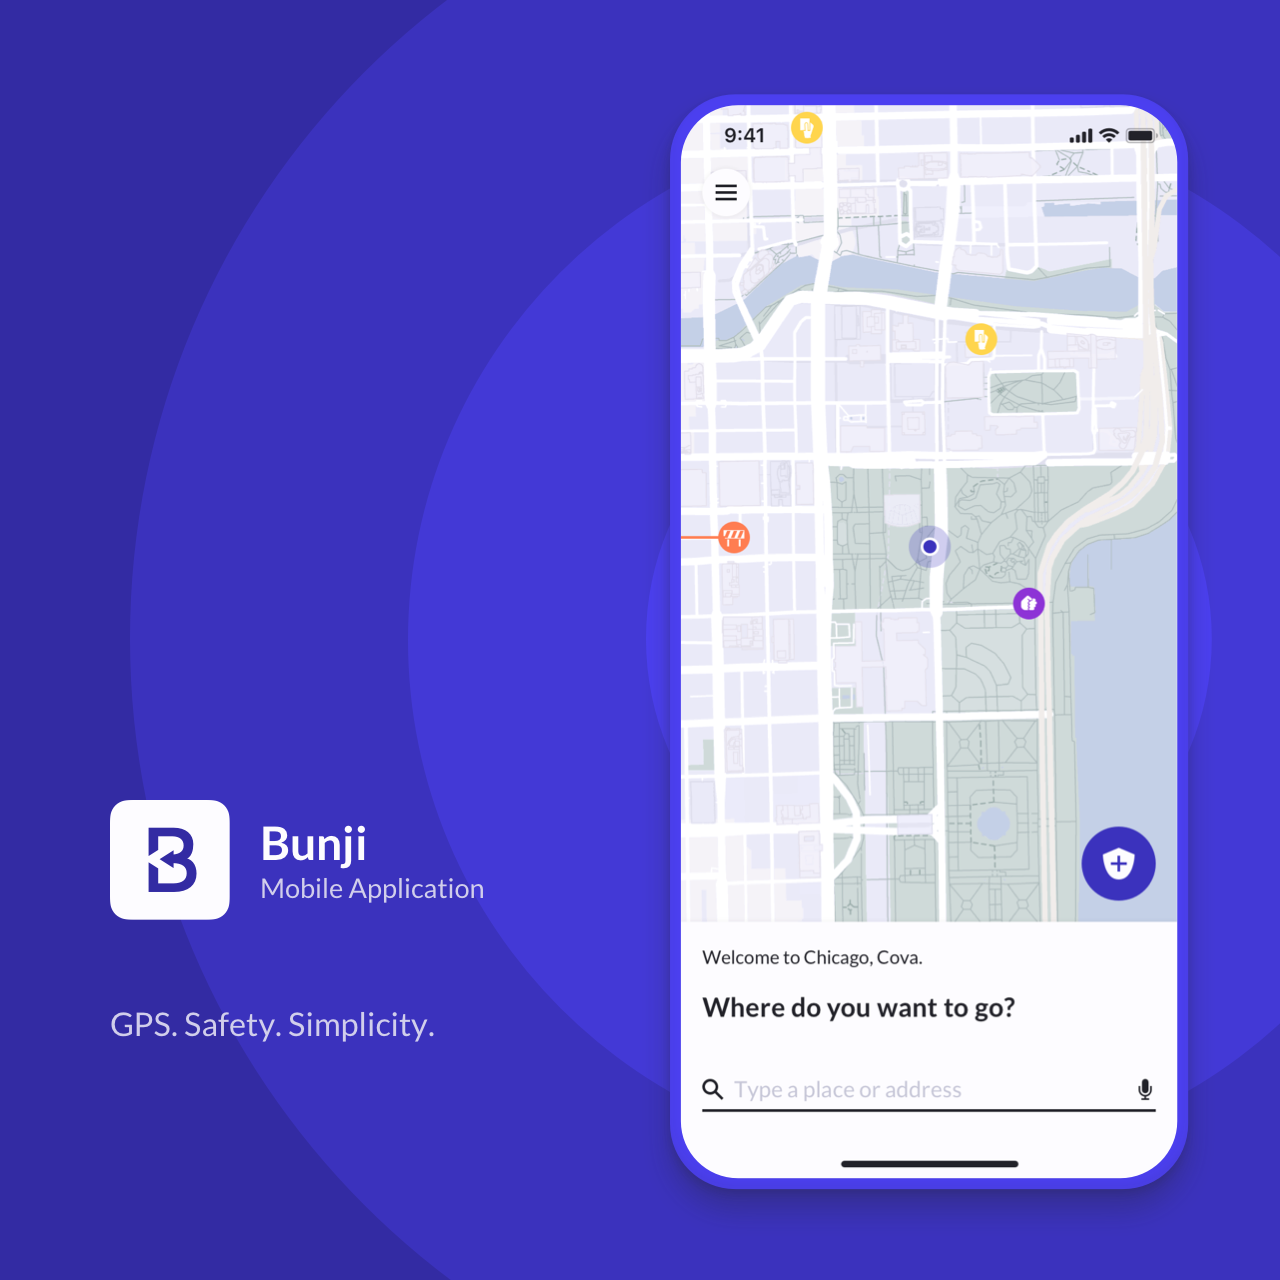 9:41
B
Bunji
Mobile Application
GPS. Safety. Simplicity.
Welcome to Chicago, Cova.
Where do you want to go?
Type a place or address